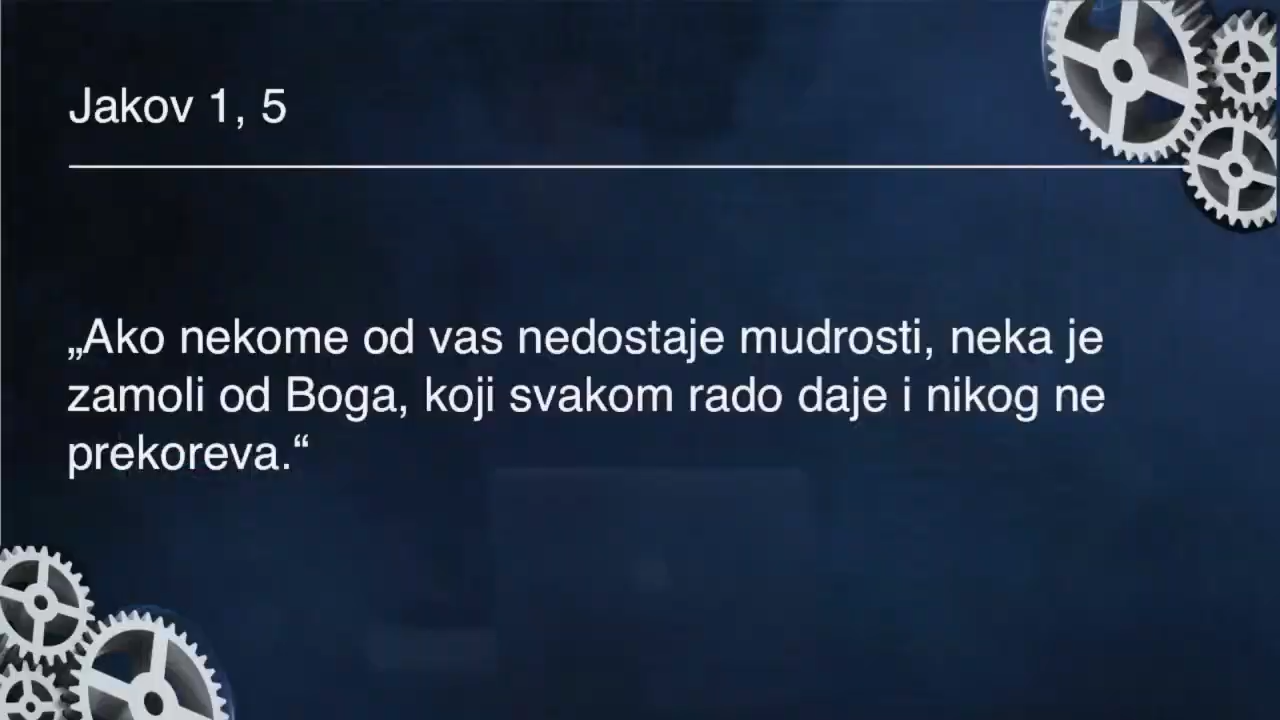 Jakov 1, 5
„Ako nekome od vas nedostaje mudrosti, neka je
zamoli od Boga, koji svakom rado daje i nikog ne
prekoreva.“